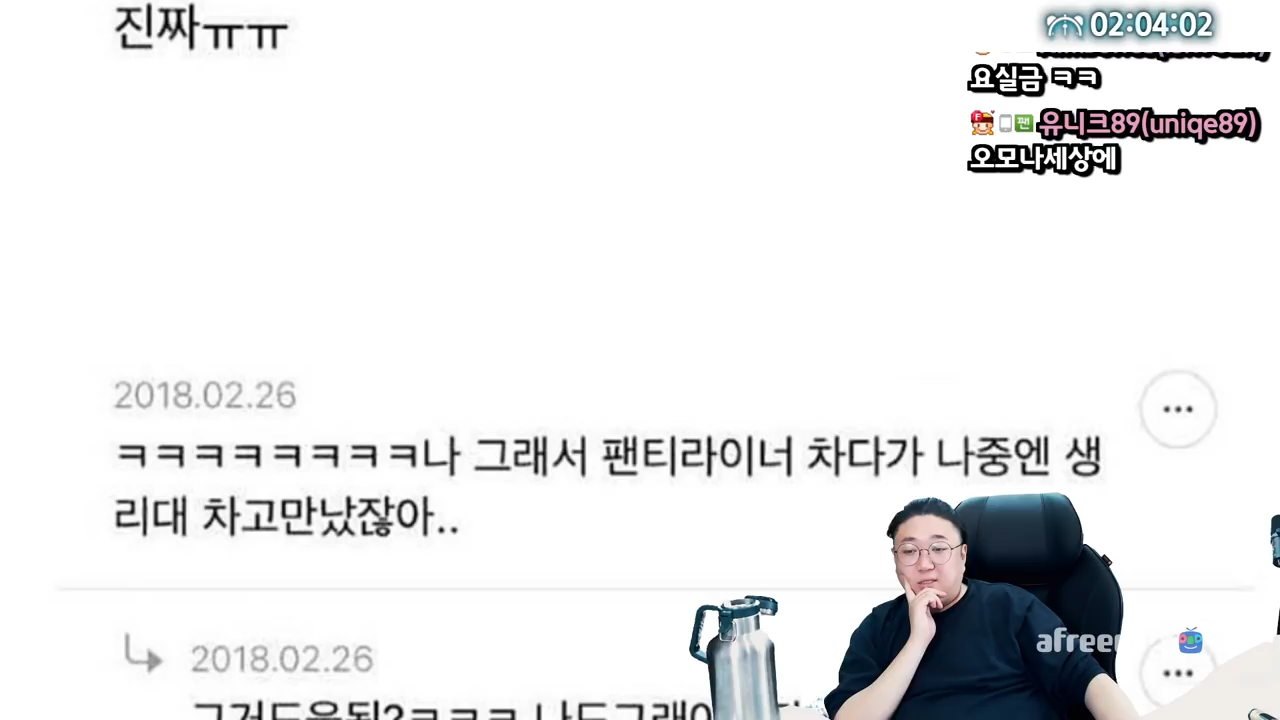 진짜ㅠㅠ
02:04:02
요실금 ㅋㅋ
F 팬 유니크89(uniqe89)
오모나세상에
2018.02.26
ㅋㅋㅋㅋㅋㅋㅋㅋ나 그래서 팬티라이너 차다가 나중엔 생
리대 차고만났잖아..
afree
2018.02.26